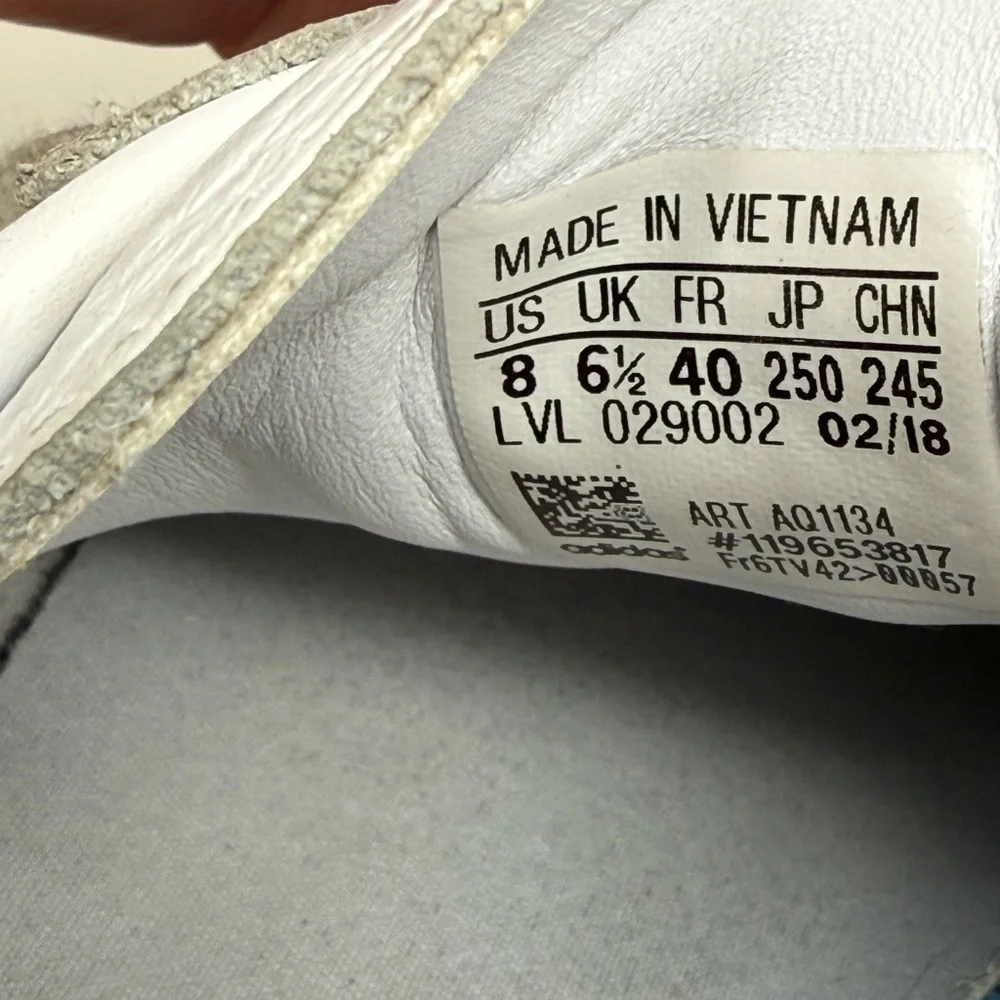 MADE IN VIETNAM
US UK FR JP CHN
8 6½ 40 250 245
LVL 029002 02/18
ART AQ1134
#119653817
adidas
Fr6TV42>00057